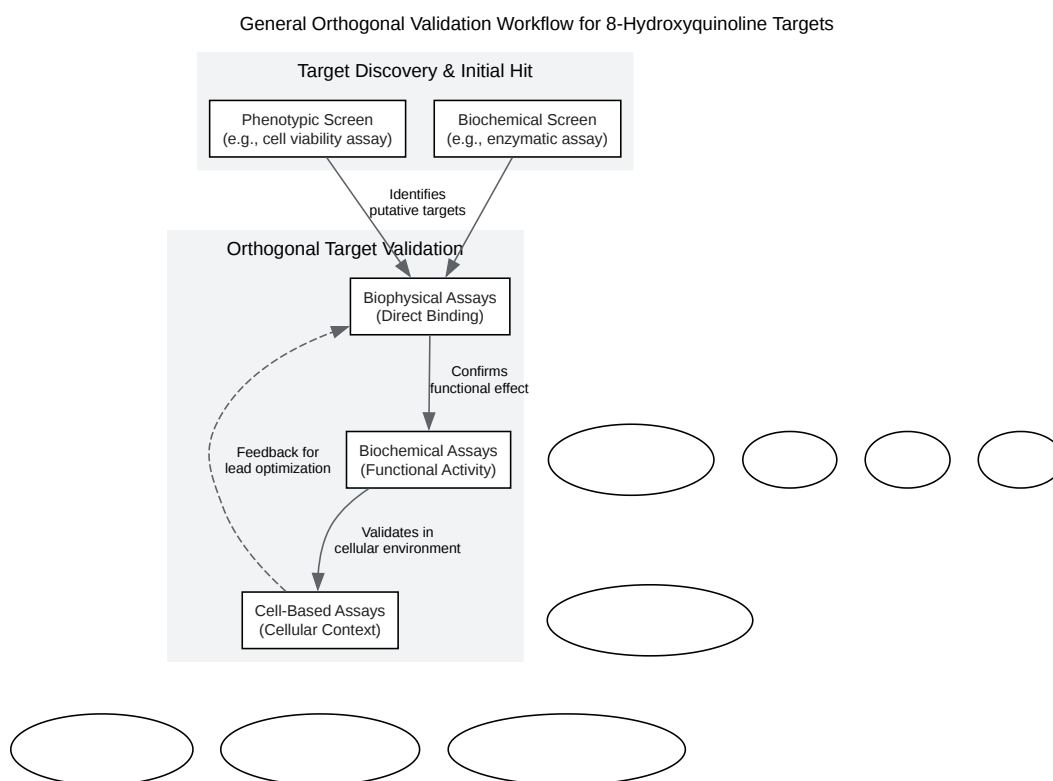 General Orthogonal Validation Workflow for 8-Hydroxyquinoline Targets
Target Discovery & Initial Hit
Phenotypic Screen
(e.g., cell viability assay)
Biochemical Screen
(e.g., enzymatic assay)
Identifies
putative targets
Orthogonal Target Validation
Biophysical Assays
(Direct Binding)
Confirms
functional effect
Biochemical Assays
(Functional Activity)
Feedback for
lead optimization
Validates in
cellular environment
Cell-Based Assays
(Cellular Context)